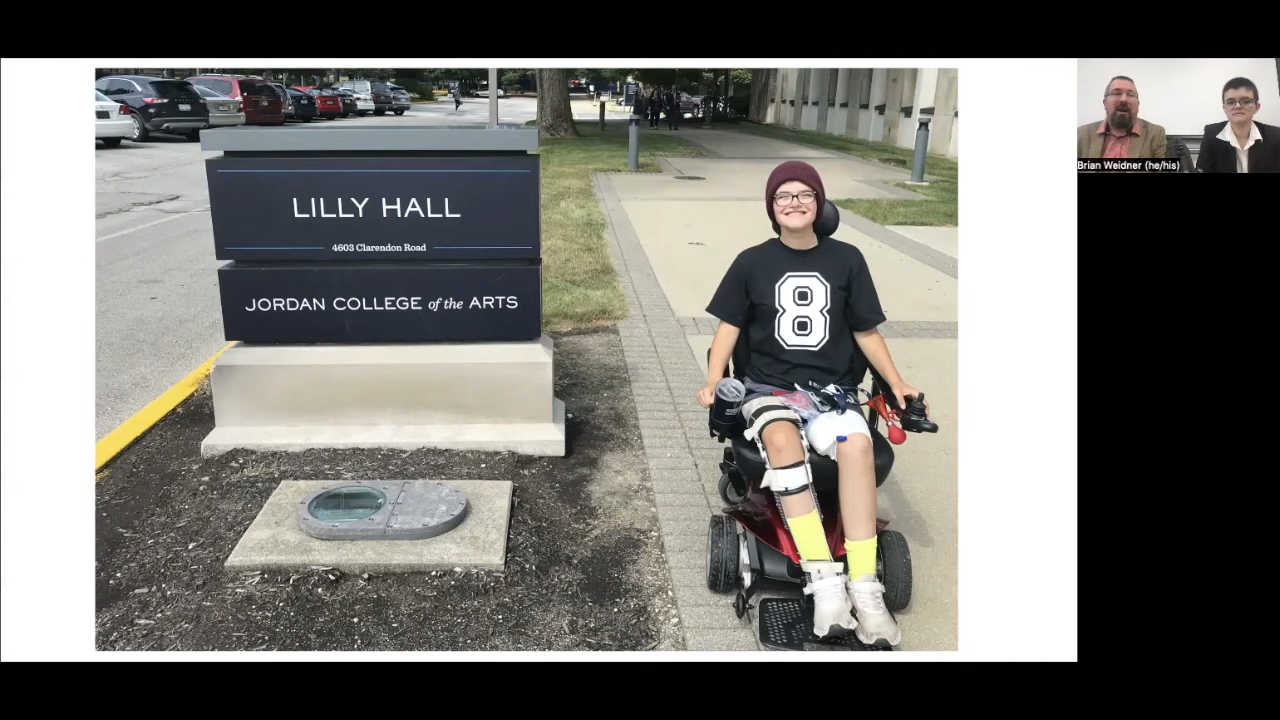 LILLY HALL
4603 Clarendon Road
JORDAN COLLEGE of the ARTS
8
Brian Weidner (he/his)